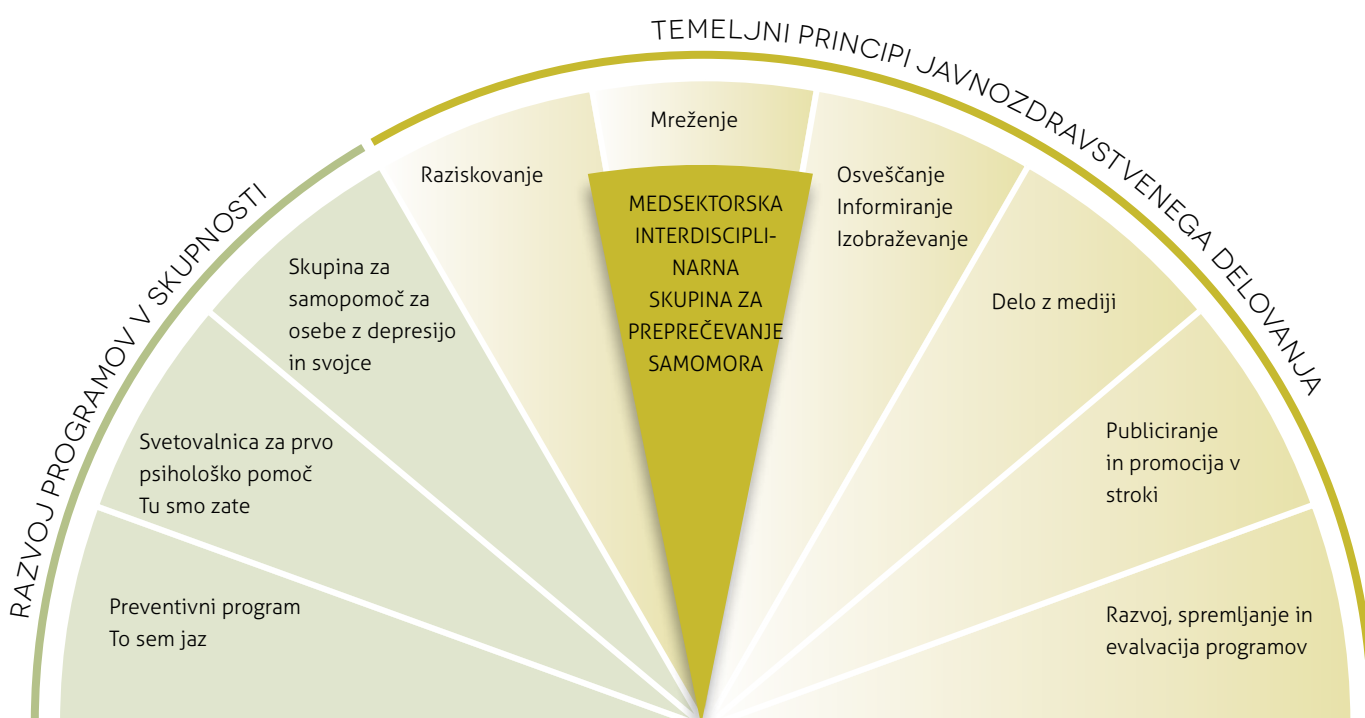 TEMELJNI PRINCIPI JAVNOZDRAVSTVENEGA DELOVANJA
RAZVOJ PROGRAMOV V SKUPNOSTI
Preventivni program
To sem jaz
Svetovalnica za prvo
psihološko pomoč
Tu smo zate
Skupina za
samopomoč za
osebe z depresijo
in svojce
Raziskovanje
Mreženje
MEDSEKTORSKA
INTERDISCIPLI-
NARNA
SKUPINA ZA
PREPREČEVANJE
SAMOMORA
Osveščanje
Informiranje
Izobraževanje
Delo z mediji
Publiciranje
in promocija v
stroki
Razvoj, spremljanje in
evalvacija programov